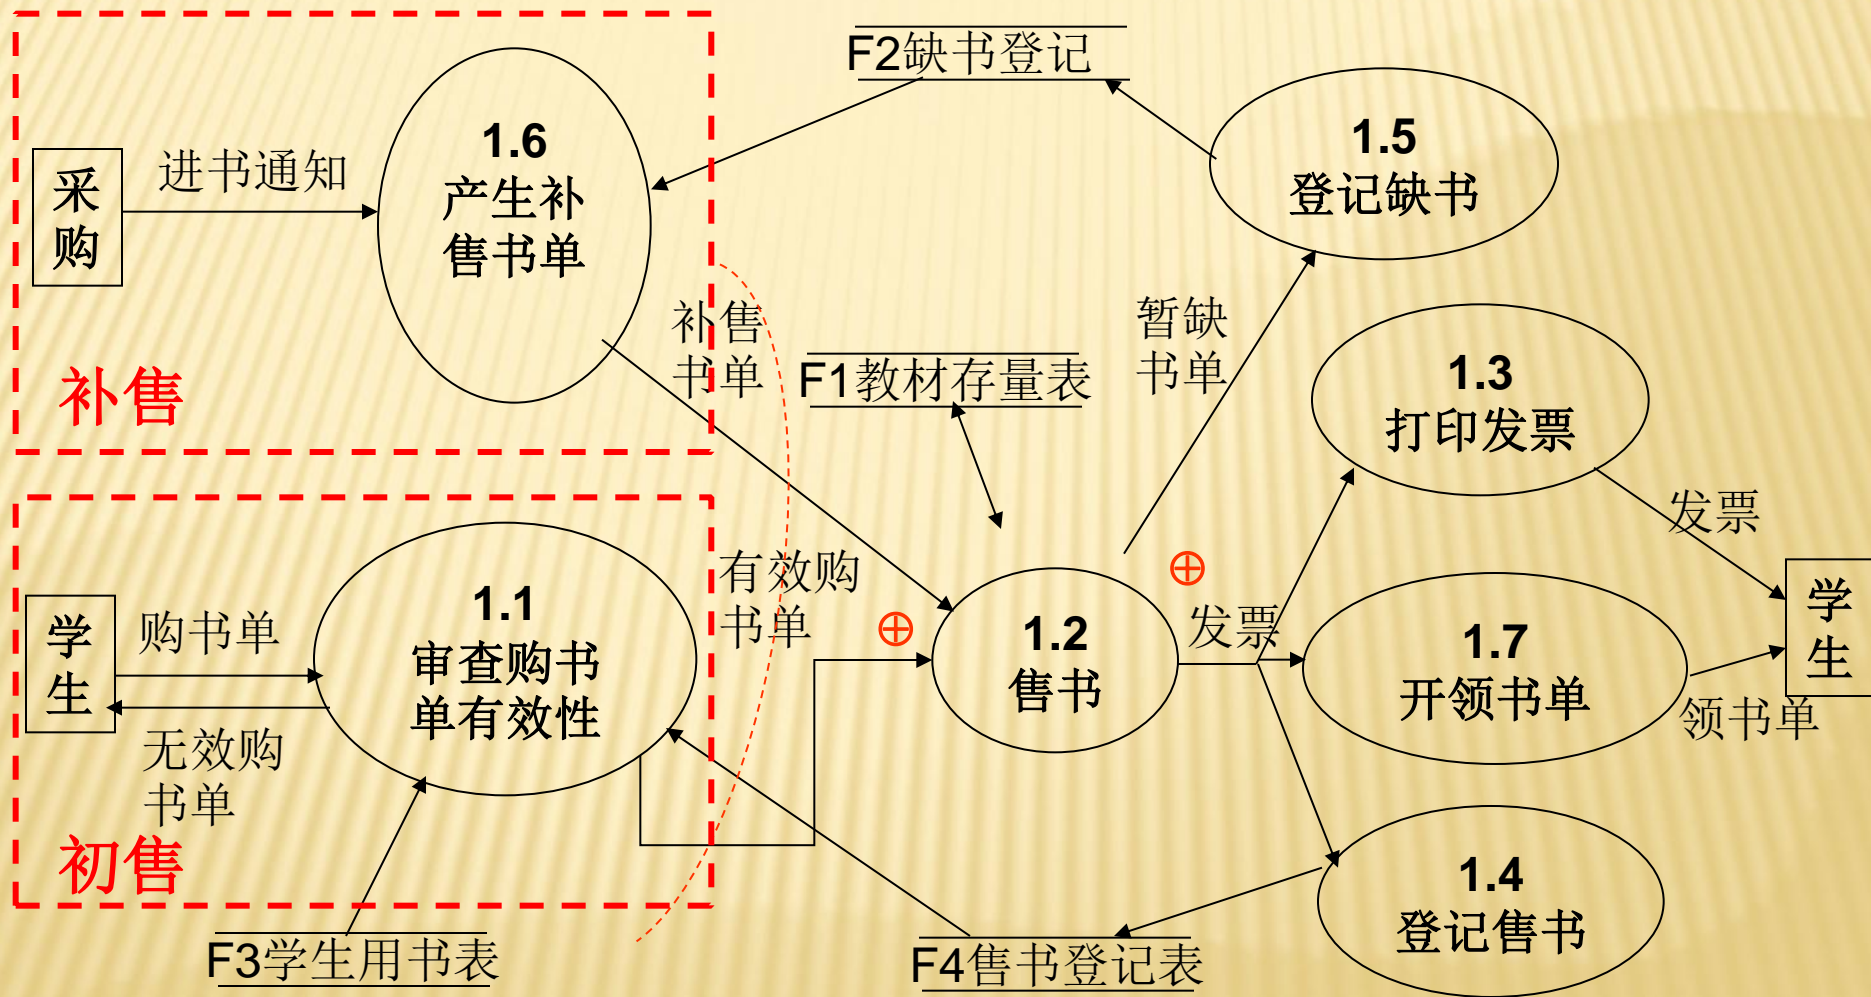 F2缺书登记
1.6
产生补
售书单
1.5
登记缺书
采
购
进书通知
补售
书单
暂缺
书单
F1教材存量表
1.3
打印发票
补售
发票
有效购
书单
1.1
审查购书
单有效性
学
生
购书单
无效购
书单
1.2
售书
发票
1.7
开领书单
学
生
领书单
初售
1.4
登记售书
F3学生用书表
F4售书登记表